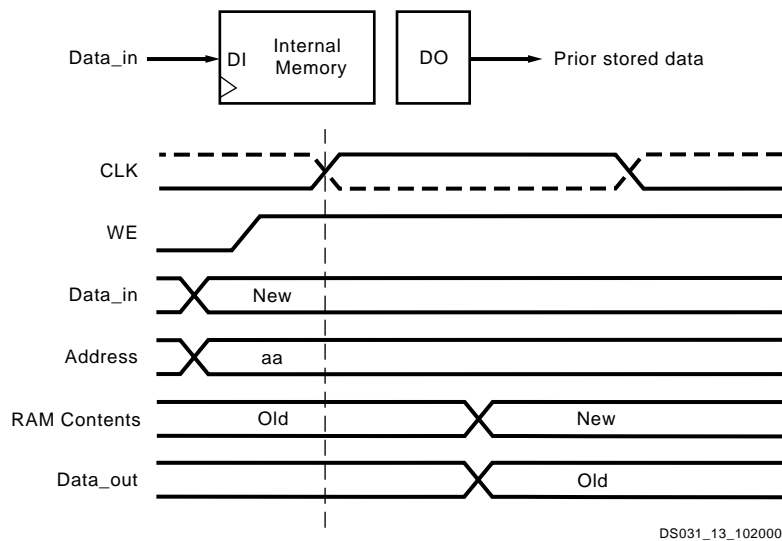 Data_in
DI
Internal
Memory
DO
Prior stored data
CLK
WE
Data_in
New
Address
aa
RAM Contents
Old
New
Data_out
Old
DS031_13_102000